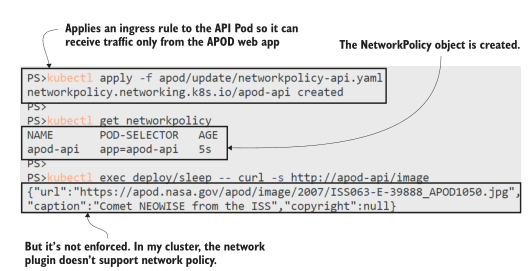 Applies an ingress rule to the API Pod so it can
receive traffic only from the APOD web app
The NetworkPolicy object is created.
PS>kubectl apply -f apod/update/networkpolicy-api.yaml
networkpolicy.networking.k8s.io/apod-api created
PS>
PS>kubectl get networkpolicy
NAME POD-SELECTOR AGE
apod-api app=apod-api 5s
PS>
PS>kubectl exec deploy/sleep -- curl -s http://apod-api/image
{"url":"https://apod.nasa.gov/apod/image/2007/ISS063-E-39888_APOD1050.jpg",
"caption":"Comet NEOWISE from the ISS","copyright":null}
But it's not enforced. In my cluster, the network
plugin doesn't support network policy.